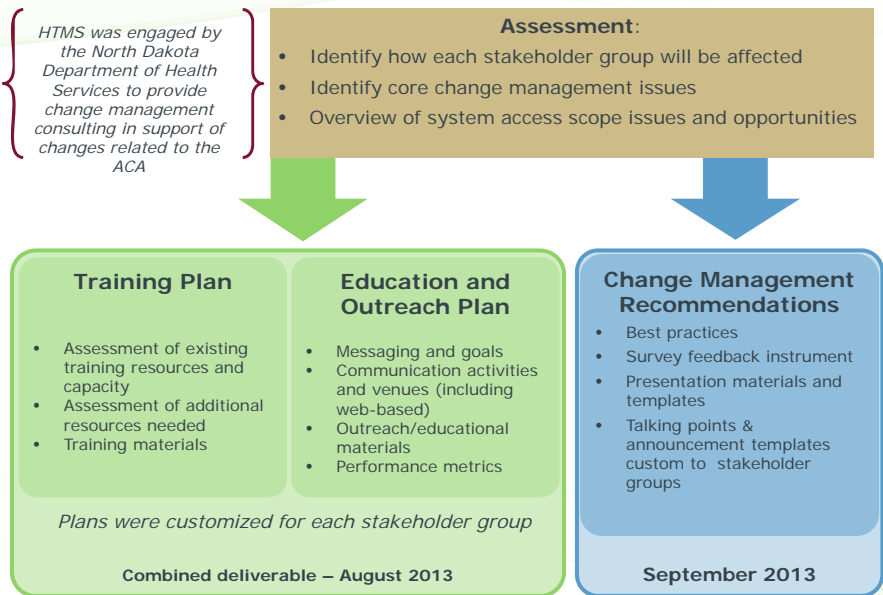 HTMS was engaged by
the North Dakota
Department of Health
Services to provide
change management
consulting in support of
changes related to the
ACA
Assessment:
• Identify how each stakeholder group will be affected
• Identify core change management issues
• Overview of system access scope issues and opportunities
Training Plan
• Assessment of existing
training resources and
capacity
• Assessment of additional
resources needed
• Training materials
Education and
Outreach Plan
• Messaging and goals
• Communication activities
and venues (including
web-based)
• Outreach/educational
materials
• Performance metrics
Plans were customized for each stakeholder group
Combined deliverable – August 2013
Change Management
Recommendations
• Best practices
• Survey feedback instrument
• Presentation materials and
templates
• Talking points &
announcement templates
custom to stakeholder
groups
September 2013